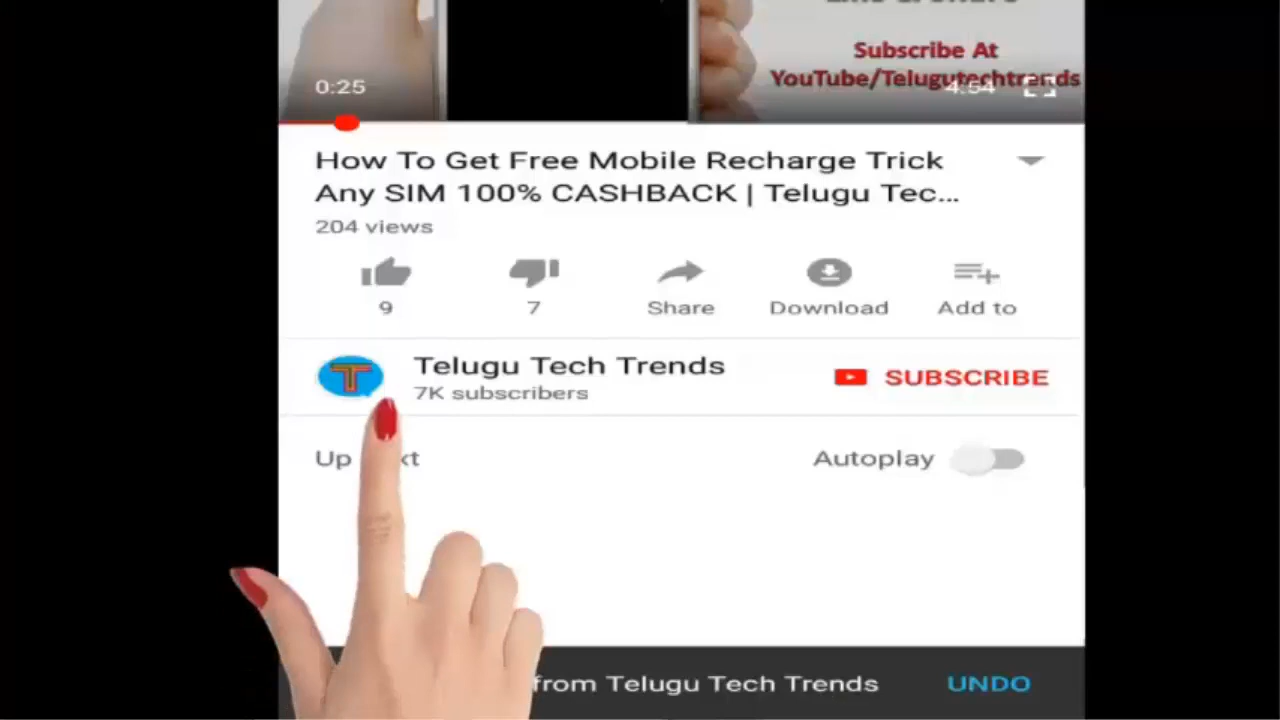 Subscribe At
YouTube/Telugutechtrends
0:25
4:54
How To Get Free Mobile Recharge Trick
Any SIM 100% CASHBACK | Telugu Tec...
204 views
9
7
Share
Download
Add to
T
Telugu Tech Trends
7K subscribers
SUBSCRIBE
Up
Autoplay
from Telugu Tech Trends
UNDO